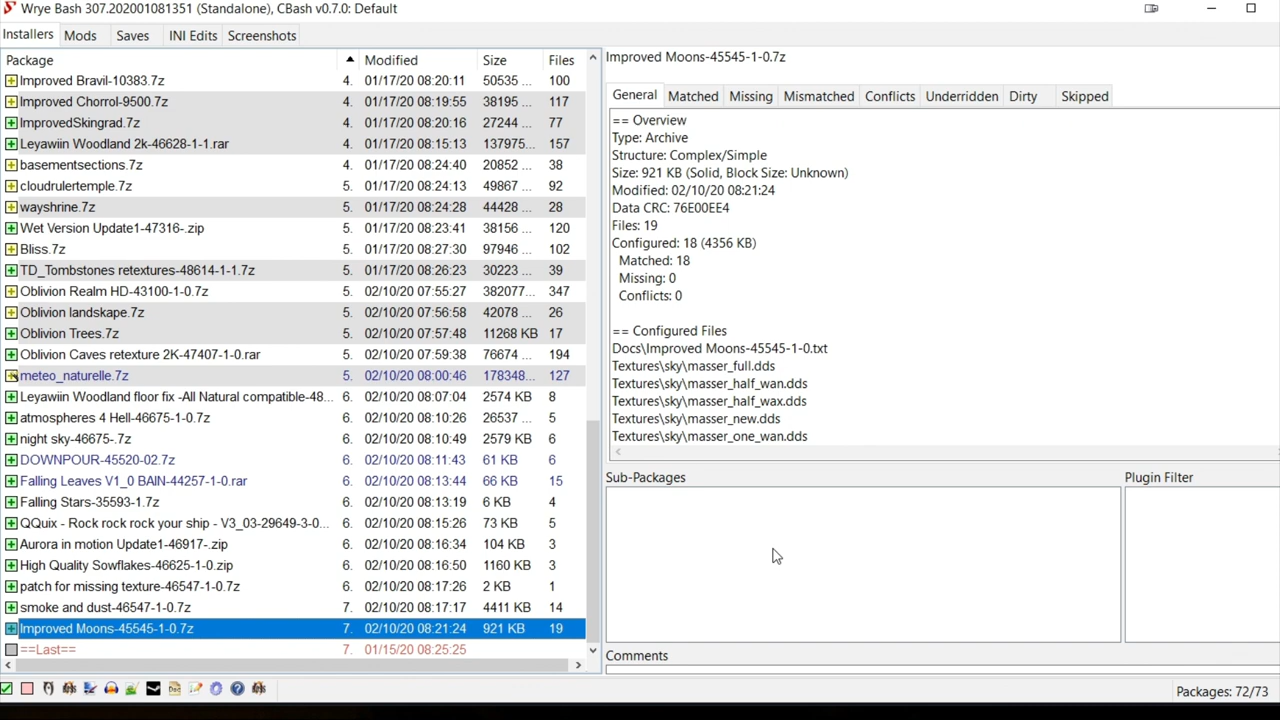 Wrye Bash 307.202001081351 (Standalone), CBash v0.7.0: Default
Installers Mods Saves INI Edits Screenshots
Package Modified Size Files
Improved Bravil-10383.7z 4. 01/17/20 08:20:11 50535 ... 100
Improved Chorrol-9500.7z 4. 01/17/20 08:19:55 38195 ... 117
ImprovedSkingrad.7z 4. 01/17/20 08:20:16 27244 ... 77
Leyawiin Woodland 2k-46628-1-1.rar 4. 01/17/20 08:15:13 137975... 157
basementsections.7z 4. 01/17/20 08:24:40 20852 ... 38
cloudrulertemple.7z 5. 01/17/20 08:24:13 49867 ... 92
wayshrine.7z 5. 01/17/20 08:24:28 44428 ... 28
Wet Version Update1-47316-.zip 5. 01/17/20 08:23:41 38156 ... 120
Bliss.7z 5. 01/17/20 08:27:30 97946 ... 102
TD_Tombstones retextures-48614-1-1.7z 5. 01/17/20 08:26:23 30223 ... 39
Oblivion Realm HD-43100-1-0.7z 5. 02/10/20 07:55:27 382077... 347
Oblivion landskape.7z 5. 02/10/20 07:56:58 42078 ... 26
Oblivion Trees.7z 5. 02/10/20 07:57:48 11268 KB 17
Oblivion Caves retexture 2K-47407-1-0.rar 5. 02/10/20 07:59:38 76674 ... 194
meteo_naturelle.7z 5. 02/10/20 08:00:46 178348... 127
Leyawiin Woodland floor fix -All Natural compatible-48... 6. 02/10/20 08:07:04 2574 KB 8
atmospheres 4 Hell-46675-1-0.7z 6. 02/10/20 08:10:26 26537 ... 5
night sky-46675-.7z 6. 02/10/20 08:10:49 2579 KB 6
DOWNPOUR-45520-02.7z 6. 02/10/20 08:11:43 61 KB 6
Falling Leaves V1_0 BAIN-44257-1-0.rar 6. 02/10/20 08:13:44 66 KB 15
Falling Stars-35593-1.7z 6. 02/10/20 08:13:19 6 KB 4
QQuix - Rock rock rock your ship - V3_03-29649-3-0... 6. 02/10/20 08:15:26 73 KB 5
Aurora in motion Update1-46917-.zip 6. 02/10/20 08:16:34 104 KB 3
High Quality Sowflakes-46625-1-0.zip 6. 02/10/20 08:16:50 1160 KB 3
patch for missing texture-46547-1-0.7z 6. 02/10/20 08:17:26 2 KB 1
smoke and dust-46547-1-0.7z 7. 02/10/20 08:17:17 4411 KB 14
Improved Moons-45545-1-0.7z 7. 02/10/20 08:21:24 921 KB 19
==Last== 7. 01/15/20 08:25:25
Improved Moons-45545-1-0.7z
General Matched Missing Mismatched Conflicts Underridden Dirty Skipped
== Overview
Type: Archive
Structure: Complex/Simple
Size: 921 KB (Solid, Block Size: Unknown)
Modified: 02/10/20 08:21:24
Data CRC: 76E00EE4
Files: 19
Configured: 18 (4356 KB)
Matched: 18
Missing: 0
Conflicts: 0
== Configured Files
Docs\Improved Moons-45545-1-0.txt
Textures\sky\masser_full.dds
Textures\sky\masser_half_wan.dds
Textures\sky\masser_half_wax.dds
Textures\sky\masser_new.dds
Textures\sky\masser_one_wan.dds
Sub-Packages Plugin Filter
Comments
Doc
Packages: 72/73